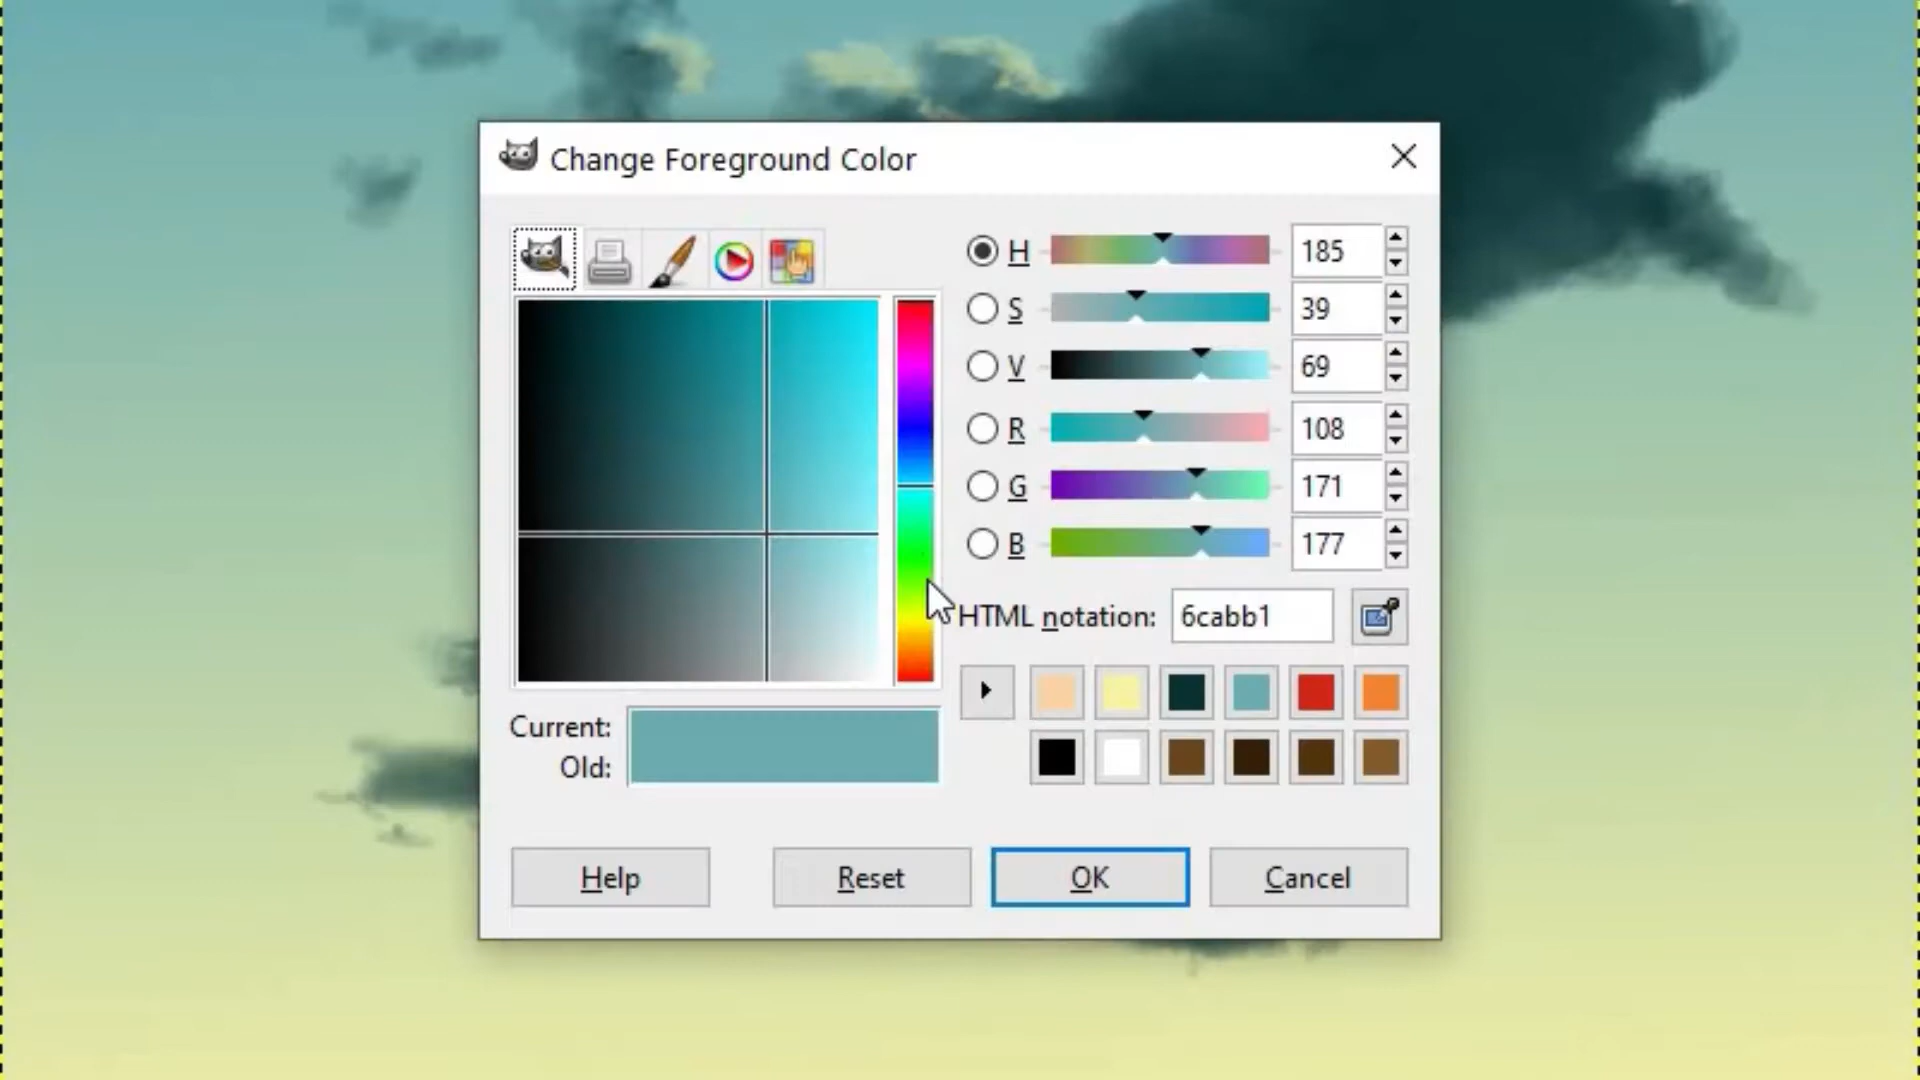 Change Foreground Color
H 185
S 39
V 69
R 108
G 171
B 177
HTML notation: 6cabb1
Current:
Old:
Help Reset OK Cancel